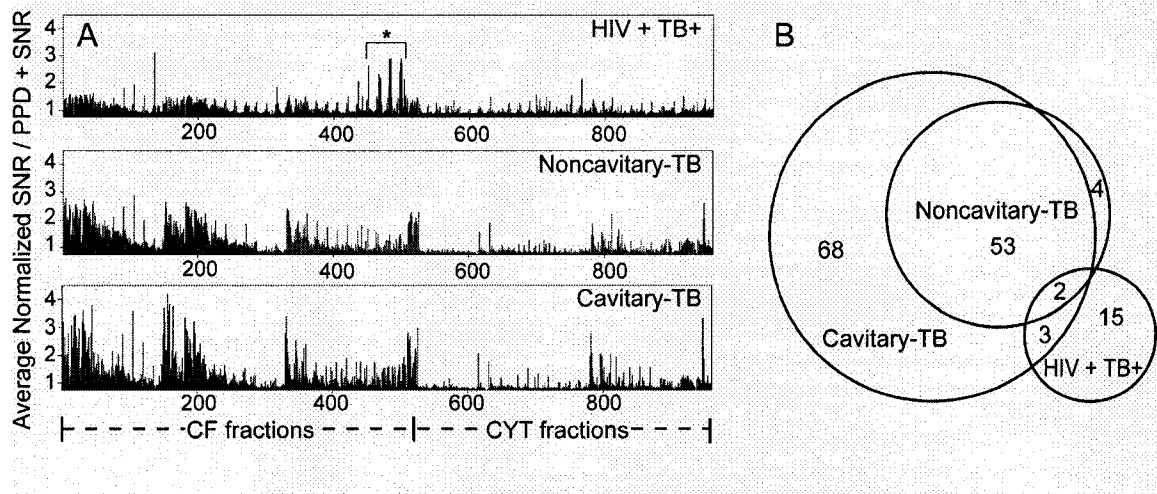 Average Normalized SNR / PPD + SNR
A
*
HIV + TB+
4
3
2
1
200 400 600 800
Noncavitary-TB
4
3
2
1
200 400 600 800
Cavitary-TB
4
3
2
1
200 400 600 800
CF fractions CYT fractions
B
4
Noncavitary-TB
53
68
2
15
3
Cavitary-TB
HIV + TB+